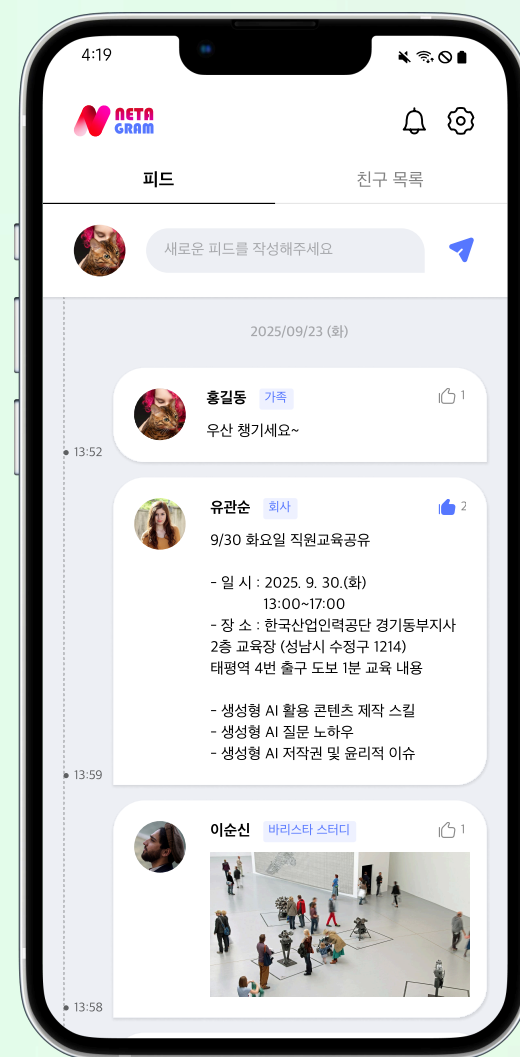 4:19
NETA
GRAM
피드
친구 목록
새로운 피드를 작성해주세요
2025/09/23 (화)
홍길동 가족 1
우산 챙기세요~
13:52
유관순 회사 2
9/30 화요일 직원교육공유
- 일 시 : 2025. 9. 30.(화)
13:00~17:00
- 장 소 : 한국산업인력공단 경기동부지사
2층 교육장 (성남시 수정구 1214)
태평역 4번 출구 도보 1분 교육 내용
- 생성형 AI 활용 콘텐츠 제작 스킬
- 생성형 AI 질문 노하우
- 생성형 AI 저작권 및 윤리적 이슈
13:59
이순신 바리스타 스터디 1
13:58